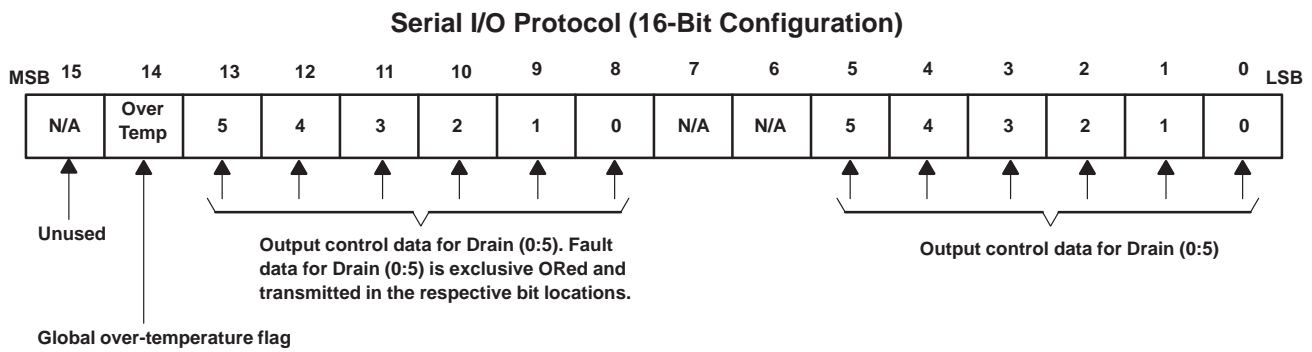 Serial I/O Protocol (16-Bit Configuration)
MSB 15 14 13 12 11 10 9 8 7 6 5 4 3 2 1 0 LSB
N/A Over Temp 5 4 3 2 1 0 N/A N/A 5 4 3 2 1 0
Unused
Output control data for Drain (0:5). Fault
data for Drain (0:5) is exclusive ORed and
transmitted in the respective bit locations.
Output control data for Drain (0:5)
Global over-temperature flag